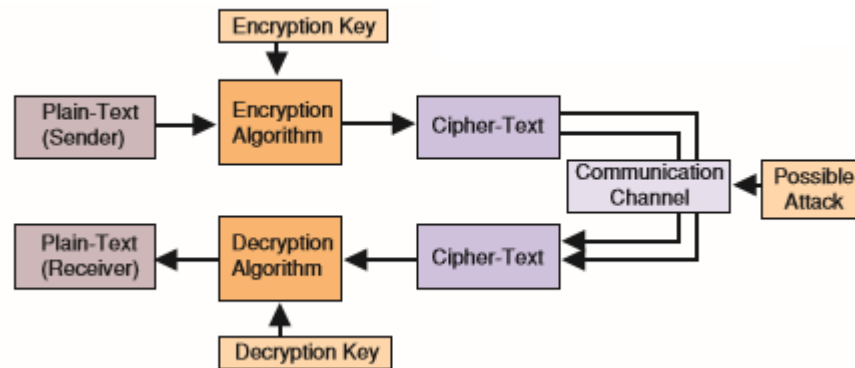 Encryption Key
Plain-Text
(Sender)
Encryption
Algorithm
Cipher-Text
Communication
Channel
Possible
Attack
Plain-Text
(Receiver)
Decryption
Algorithm
Cipher-Text
Decryption Key